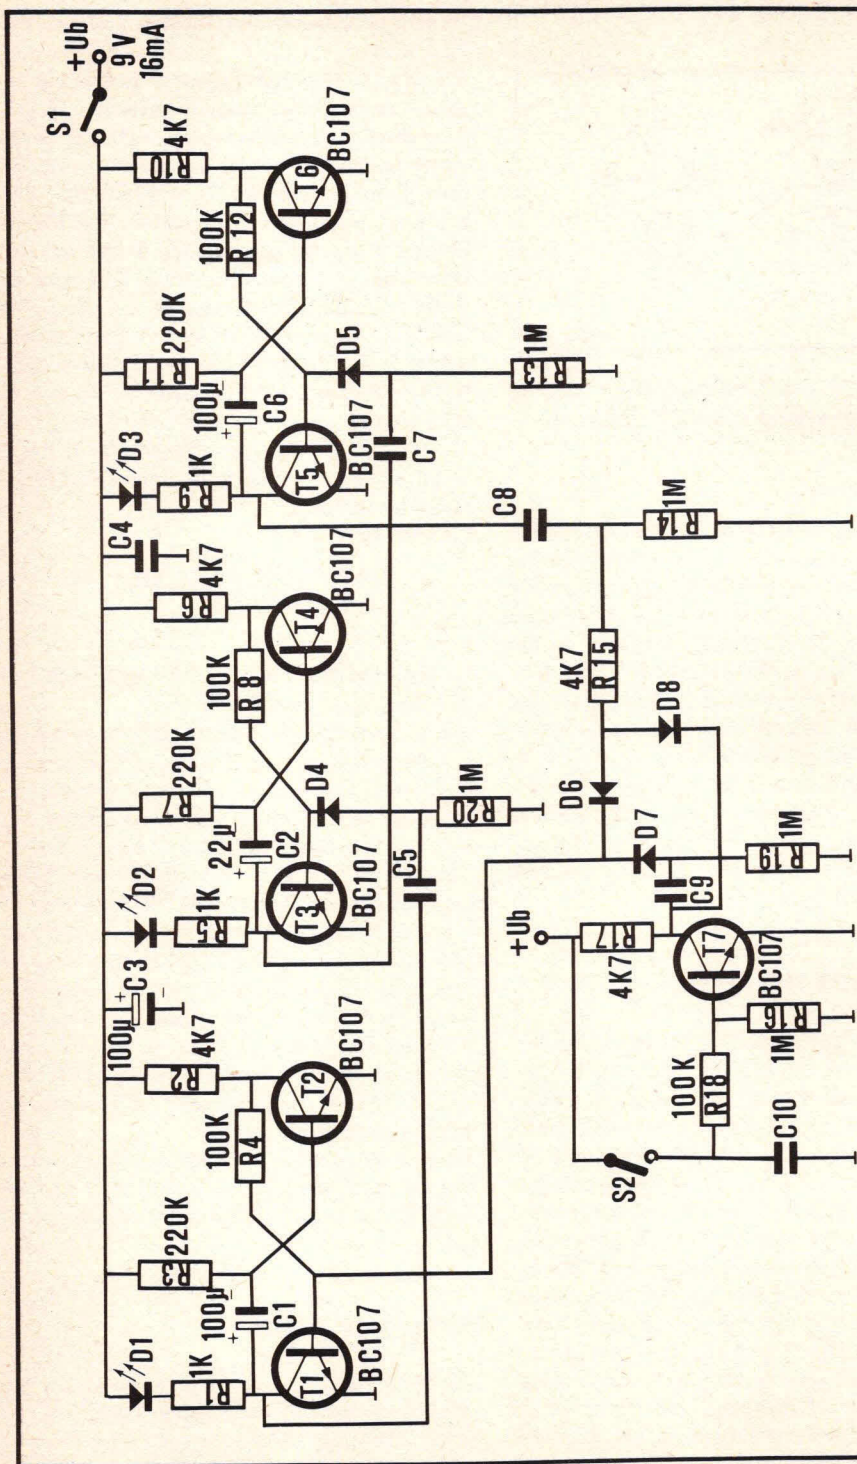 +Ub
9 V
16mA
S1
R10
4K7
T6
BC107
100K
R 12
R11
220K
100µ
+
-
C6
D5
R13
1M
D3
R9
1K
T5
BC107
C7
C8
R14
1M
C4
R6
4K7
T4
BC107
100K
R 8
R7
220K
22µ
+
-
C2
D4
R20
1M
C5
D2
R5
1K
T3
BC107
4K7
R 15
D8
D6
D7
C9
R19
1M
100µ
+
-
C3
R2
4K7
T2
BC107
100K
R4
R3
220K
100µ
+
-
C1
D1
R1
1K
T1
BC107
+Ub
R17
4K7
T7
BC107
R16
1M
100K
R18
S2
C10